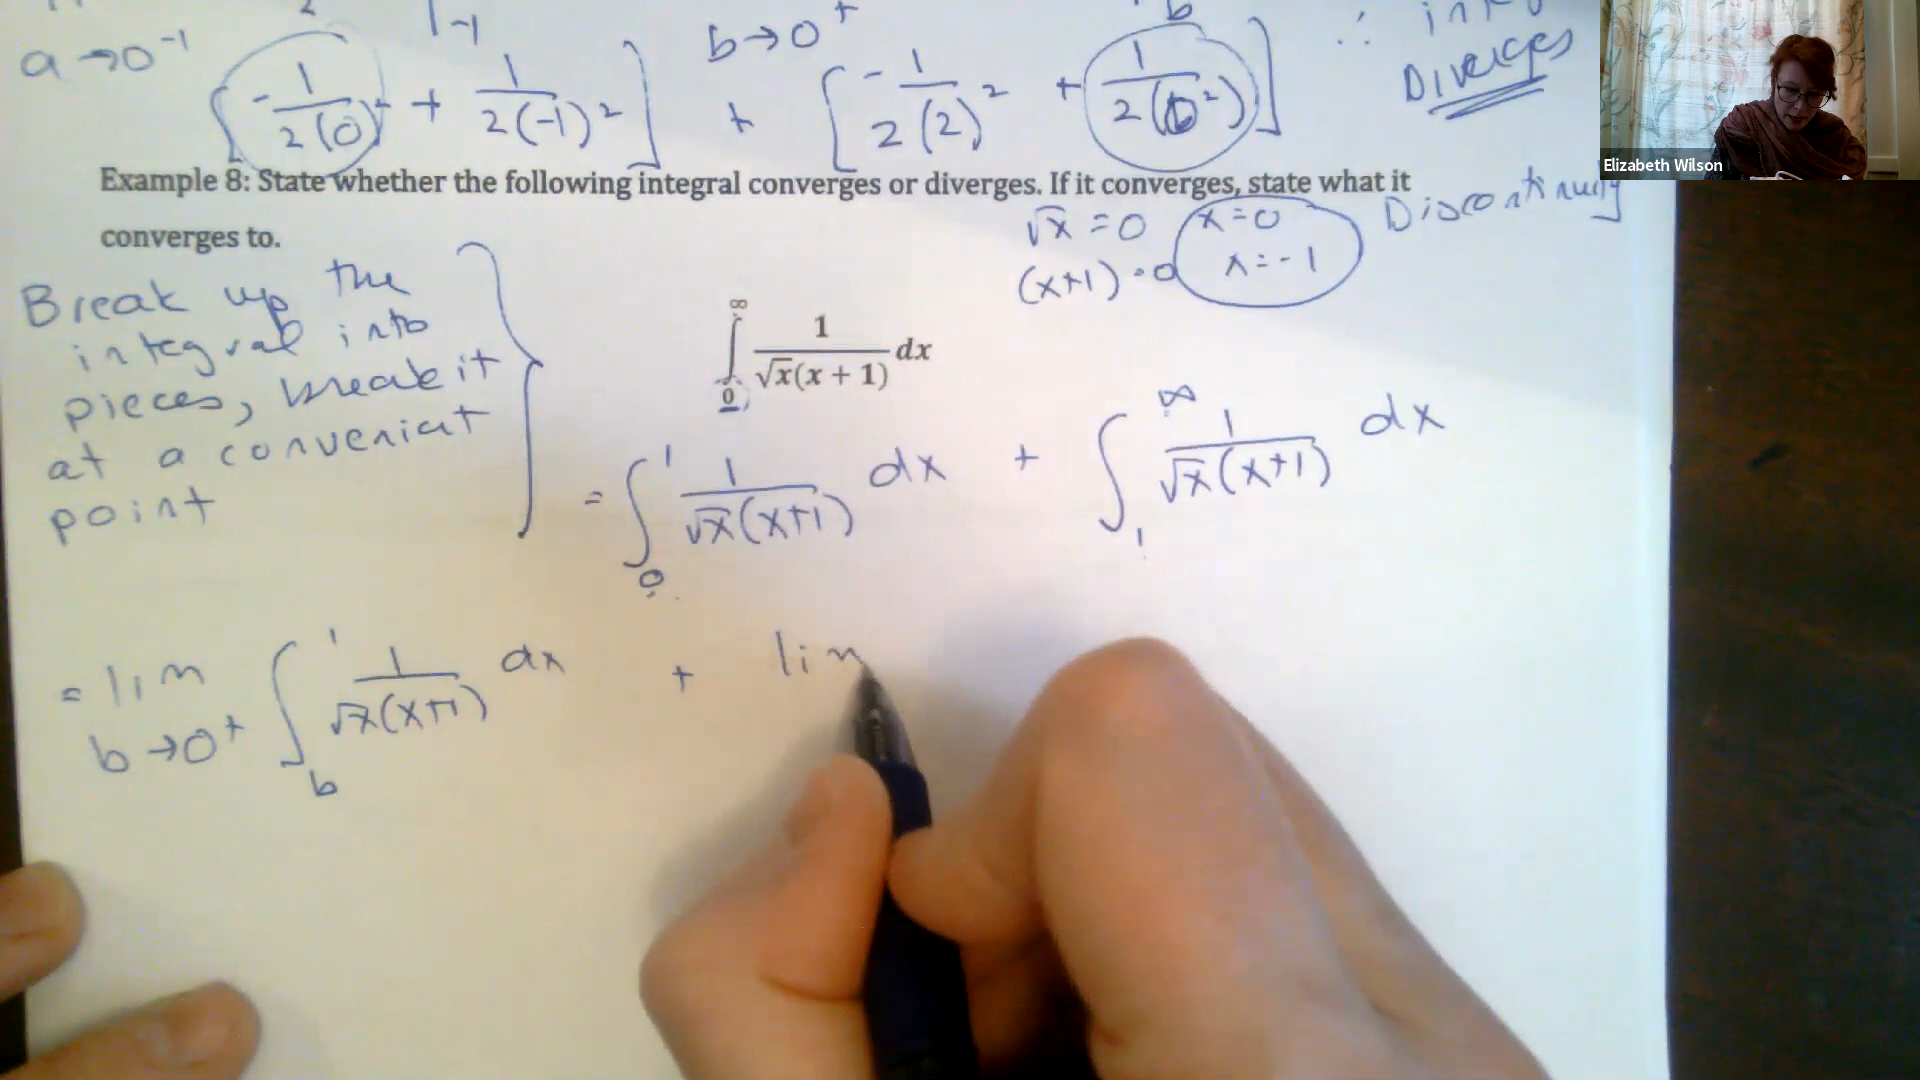 a→0⁻¹ [-1/2(0)² + 1/2(-1)²] + b→0⁺ [-1/2(2)² + 1/2(b²)] ∴
Diverges
Elizabeth Wilson
Example 8: State whether the following integral converges or diverges. If it converges, state what it
converges to.
√x = 0 x = 0 Discontinuity
(x+1) = 0 x = -1
Break up the
integral into
pieces, break it
at a convenient
point
∫₀^∞ 1/√x(x + 1) dx
= ∫₀¹ 1/√x(x+1) dx + ∫₁^∞ 1/√x(x+1) dx
= lim b→0⁺ ∫_b¹ 1/√x(x+1) dx + lim